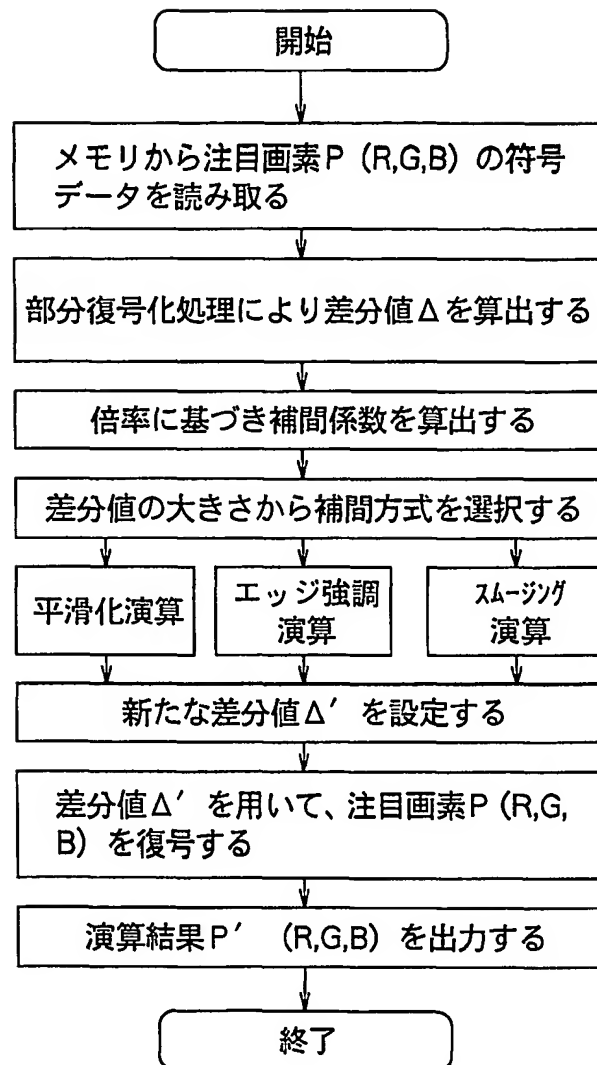 開始
メモリから注目画素P (R,G,B) の符号
データを読み取る
部分復号化処理により差分値Δを算出する
倍率に基づき補間係数を算出する
差分値の大きさから補間方式を選択する
平滑化演算
エッジ強調
演算
スムージング
演算
新たな差分値Δ′ を設定する
差分値Δ′ を用いて、注目画素P (R,G,
B) を復号する
演算結果P′ (R,G,B) を出力する
終了